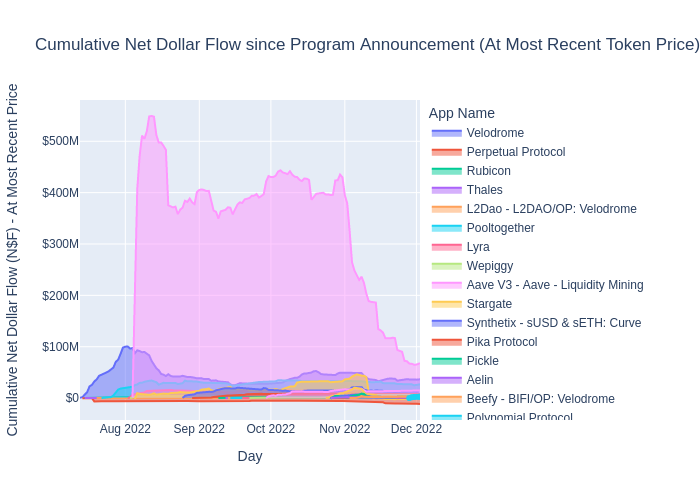 Cumulative Net Dollar Flow since Program Announcement (At Most Recent Token Price)
Cumulative Net Dollar Flow (N$F) - At Most Recent Price
$500M
$400M
$300M
$200M
$100M
$0
Aug 2022
Sep 2022
Oct 2022
Nov 2022
Dec 2022
Day
App Name
Velodrome
Perpetual Protocol
Rubicon
Thales
L2Dao - L2DAO/OP: Velodrome
Pooltogether
Lyra
Wepiggy
Aave V3 - Aave - Liquidity Mining
Stargate
Synthetix - sUSD & sETH: Curve
Pika Protocol
Pickle
Aelin
Beefy - BIFI/OP: Velodrome
Polynomial Protocol